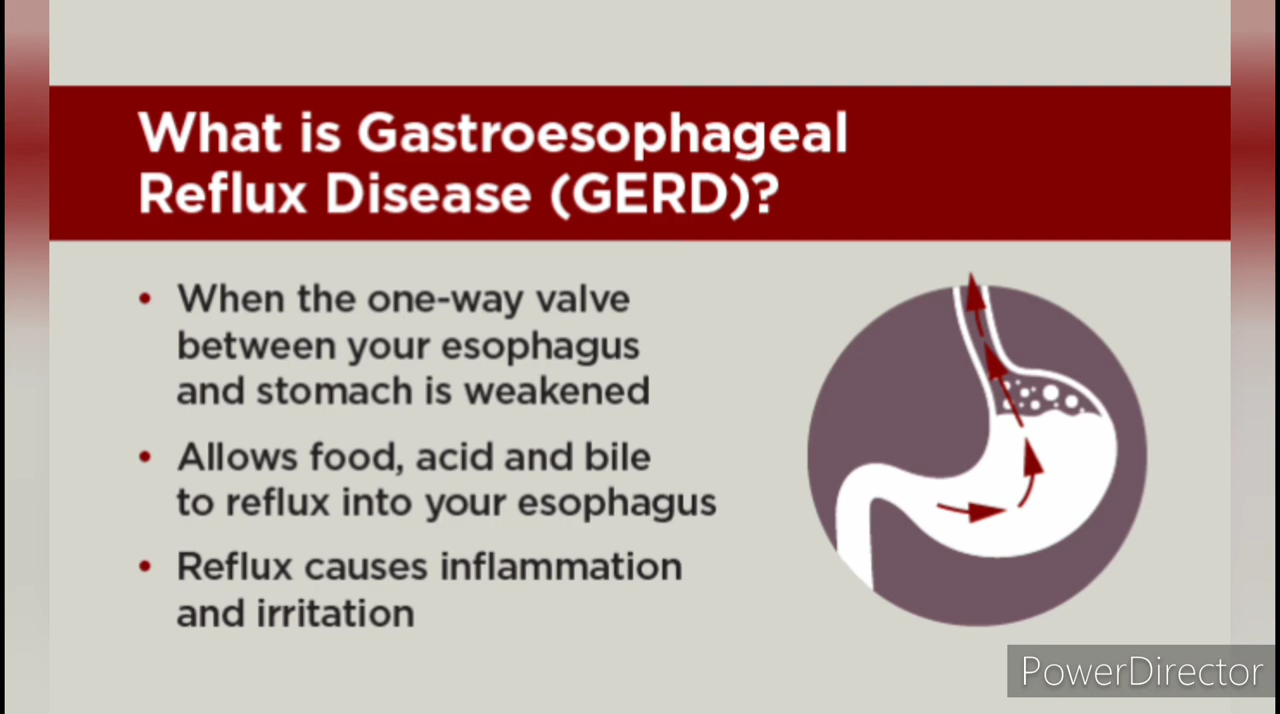 What is Gastroesophageal
Reflux Disease (GERD)?
• When the one-way valve
between your esophagus
and stomach is weakened
• Allows food, acid and bile
to reflux into your esophagus
• Reflux causes inflammation
and irritation
PowerDirector